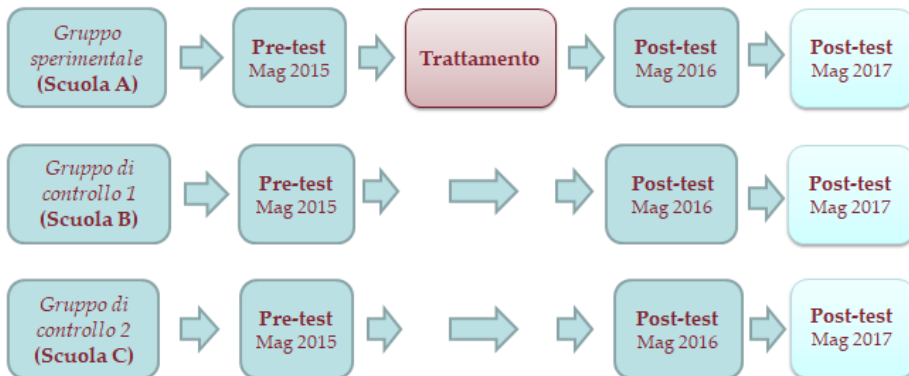 Gruppo
sperimentale
(Scuola A)
Pre-test
Mag 2015
Trattamento
Post-test
Mag 2016
Post-test
Mag 2017
Gruppo di
controllo 1
(Scuola B)
Pre-test
Mag 2015
Post-test
Mag 2016
Post-test
Mag 2017
Gruppo di
controllo 2
(Scuola C)
Pre-test
Mag 2015
Post-test
Mag 2016
Post-test
Mag 2017